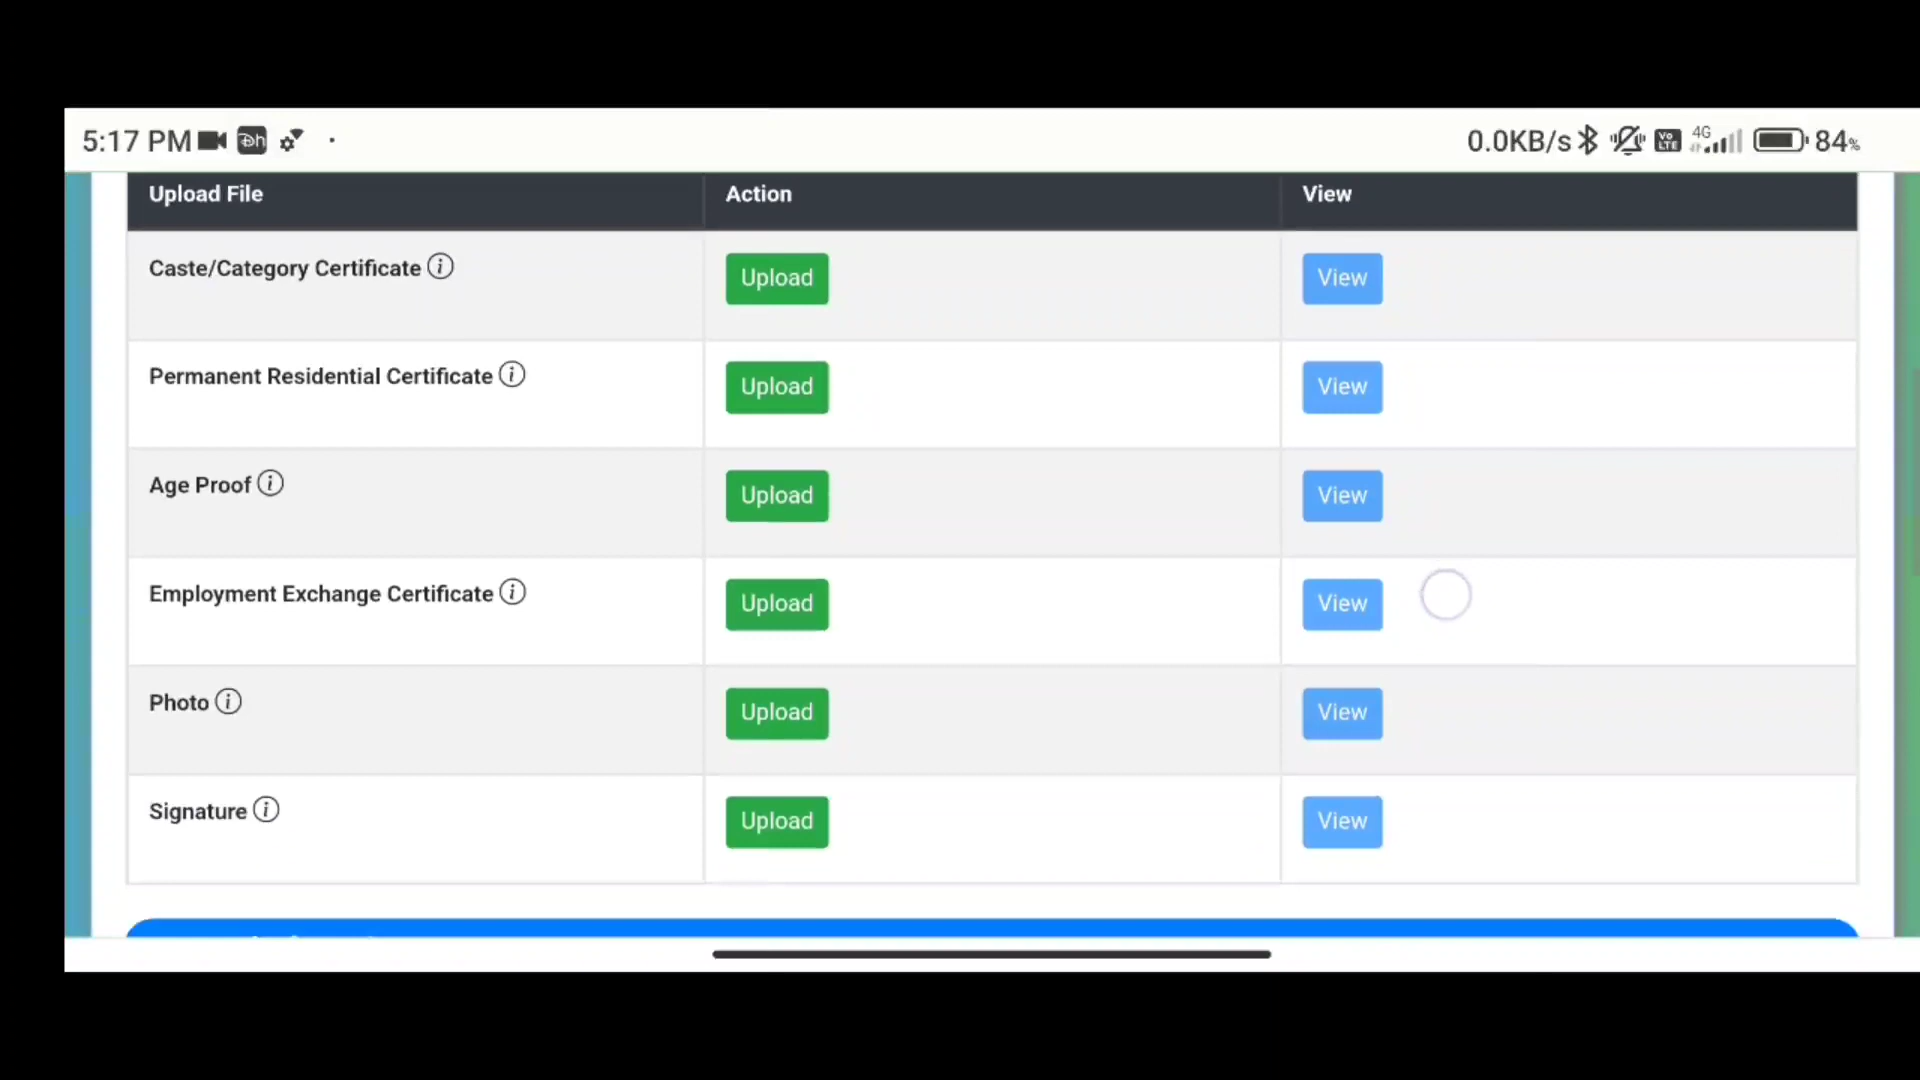 5:17 PM 0.0KB/s 4G 84%
Upload File Action View
Caste/Category Certificate Upload View
Permanent Residential Certificate Upload View
Age Proof Upload View
Employment Exchange Certificate Upload View
Photo Upload View
Signature Upload View